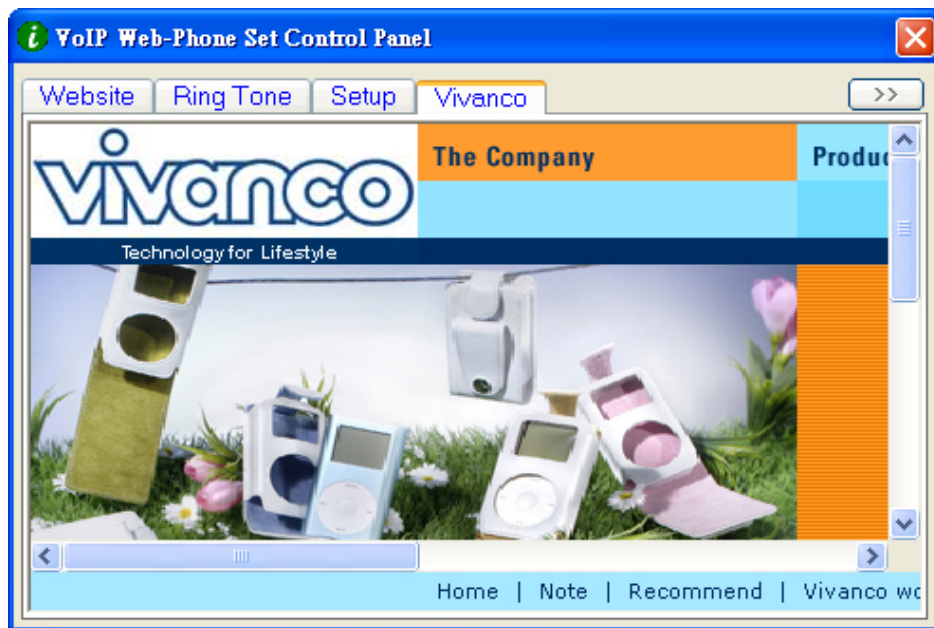 VoIP Web-Phone Set Control Panel
Website Ring Tone Setup Vivanco >>
vivanco
The Company
Technology for Lifestyle
Home | Note | Recommend | Vivanco